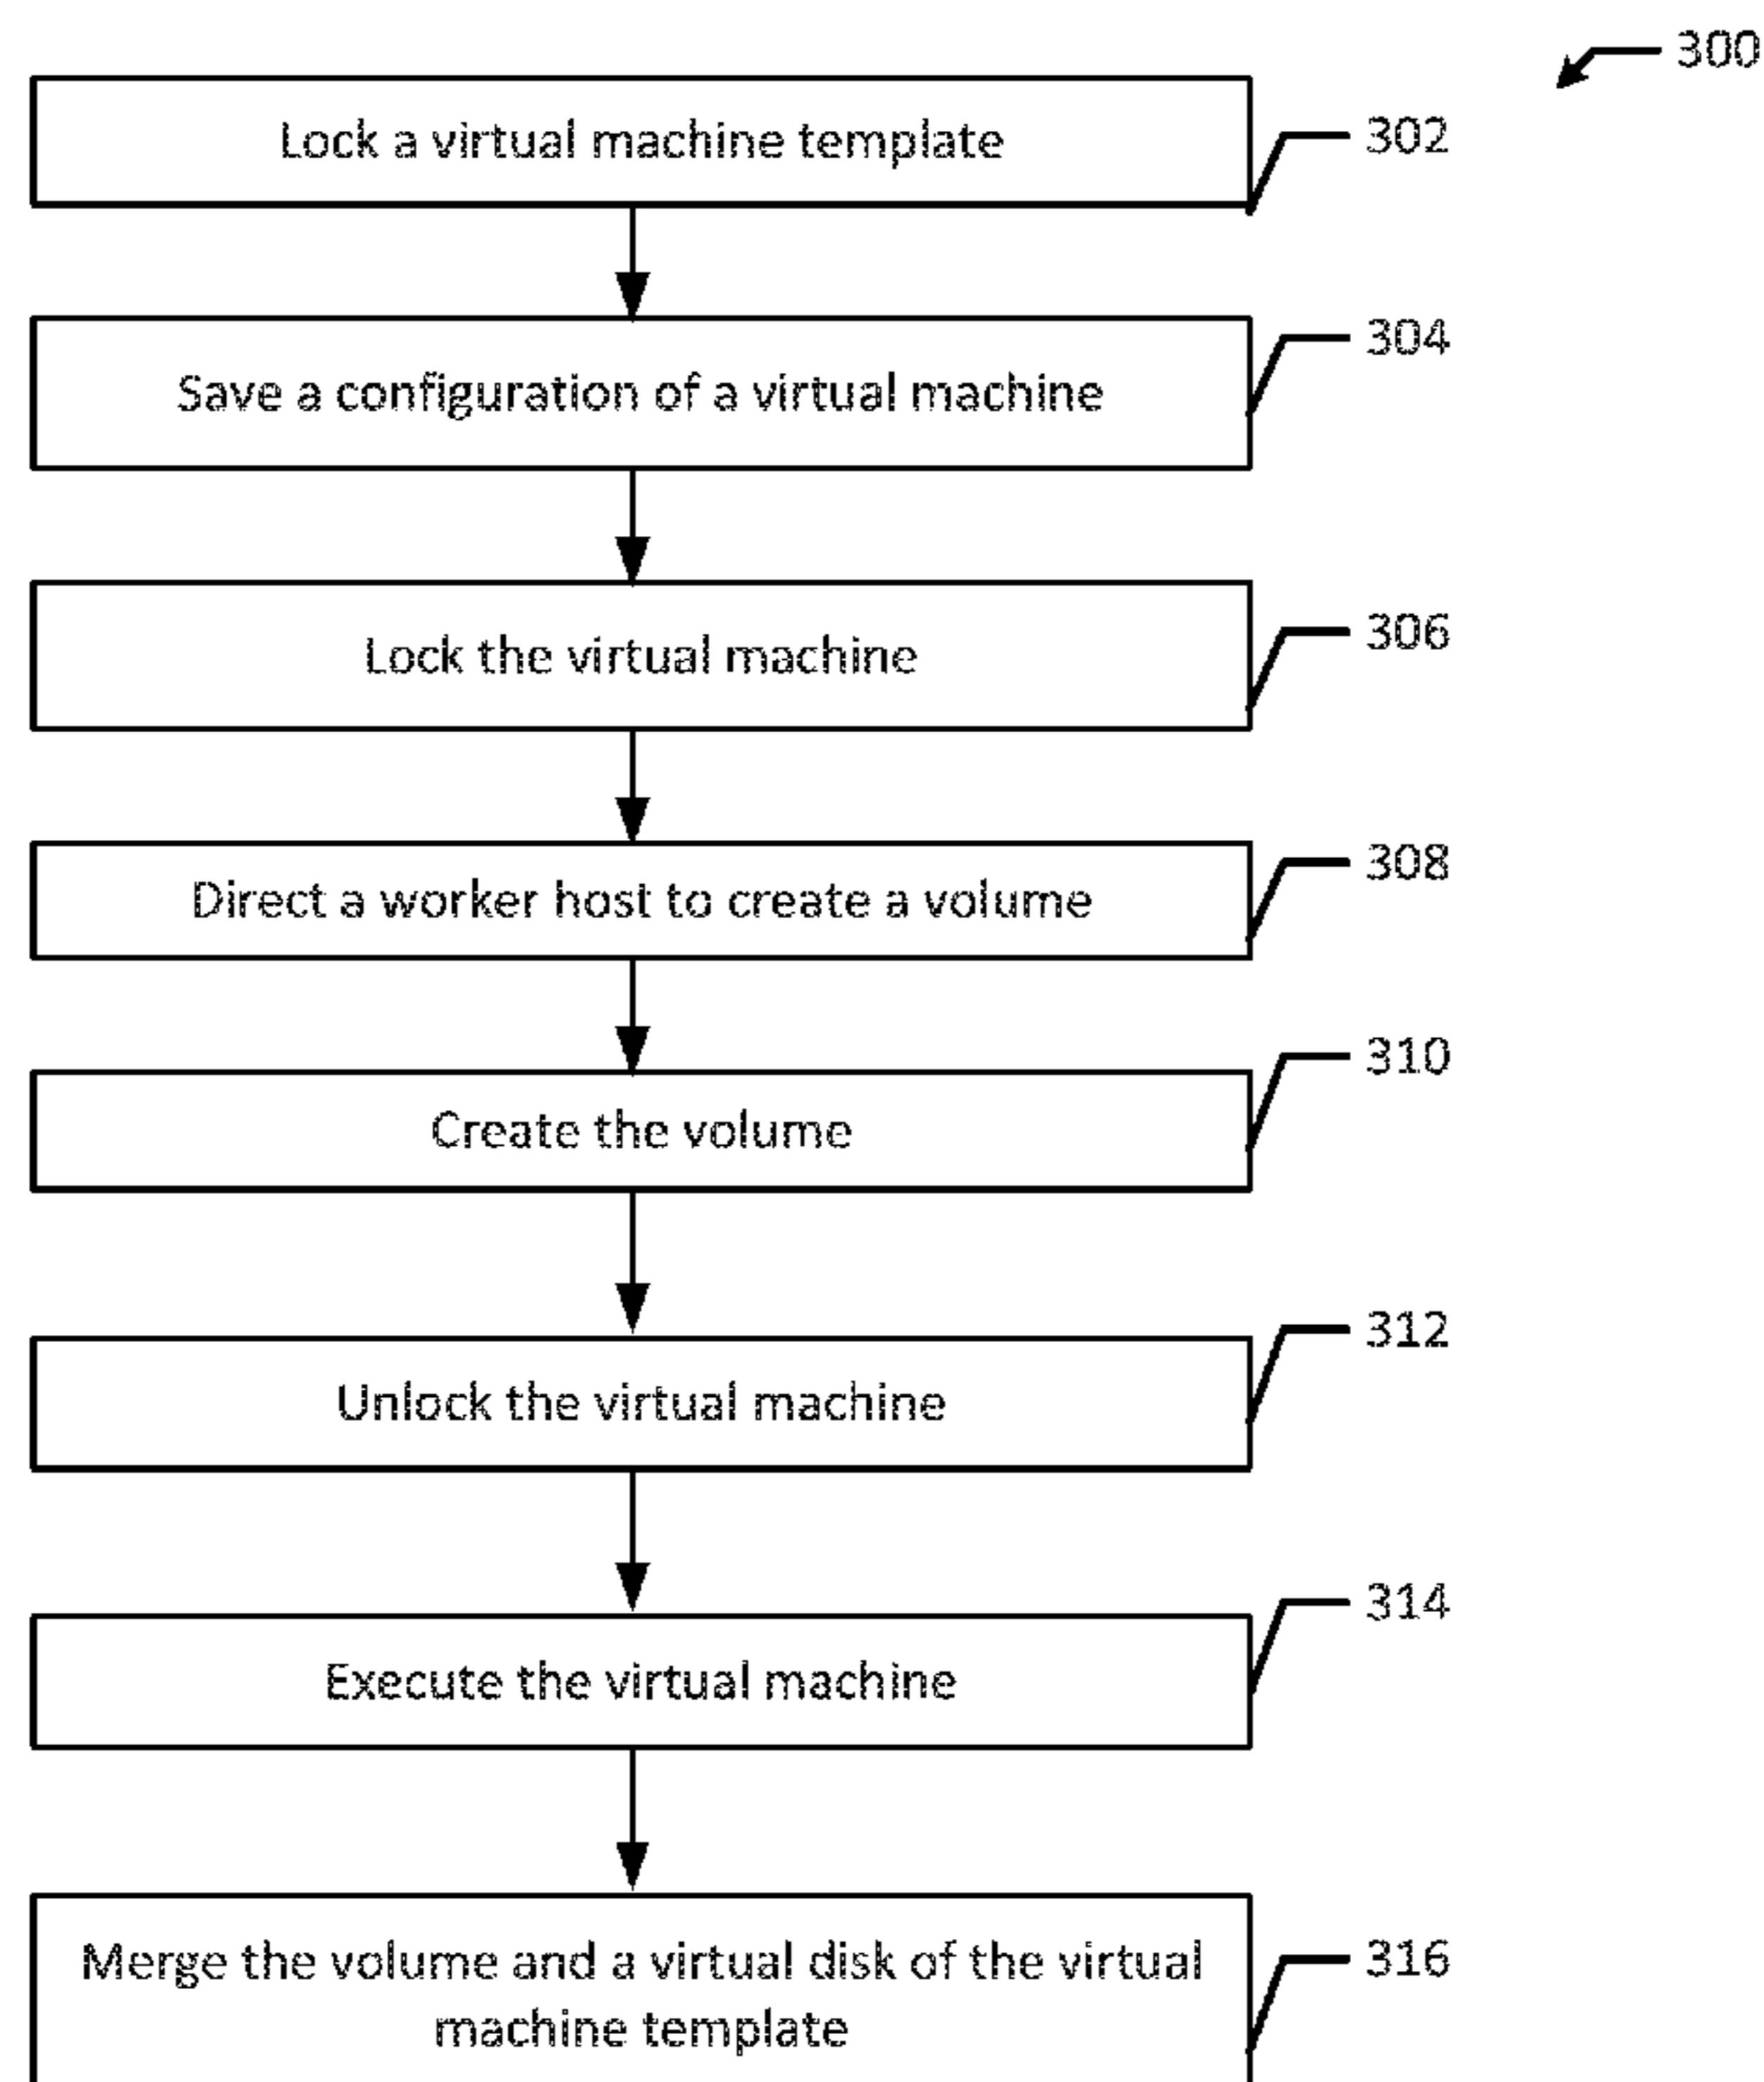 300
Lock a virtual machine template
302
Save a configuration of a virtual machine
304
Lock the virtual machine
306
Direct a worker host to create a volume
308
Create the volume
310
Unlock the virtual machine
312
Execute the virtual machine
314
Merge the volume and a virtual disk of the virtual
machine template
316